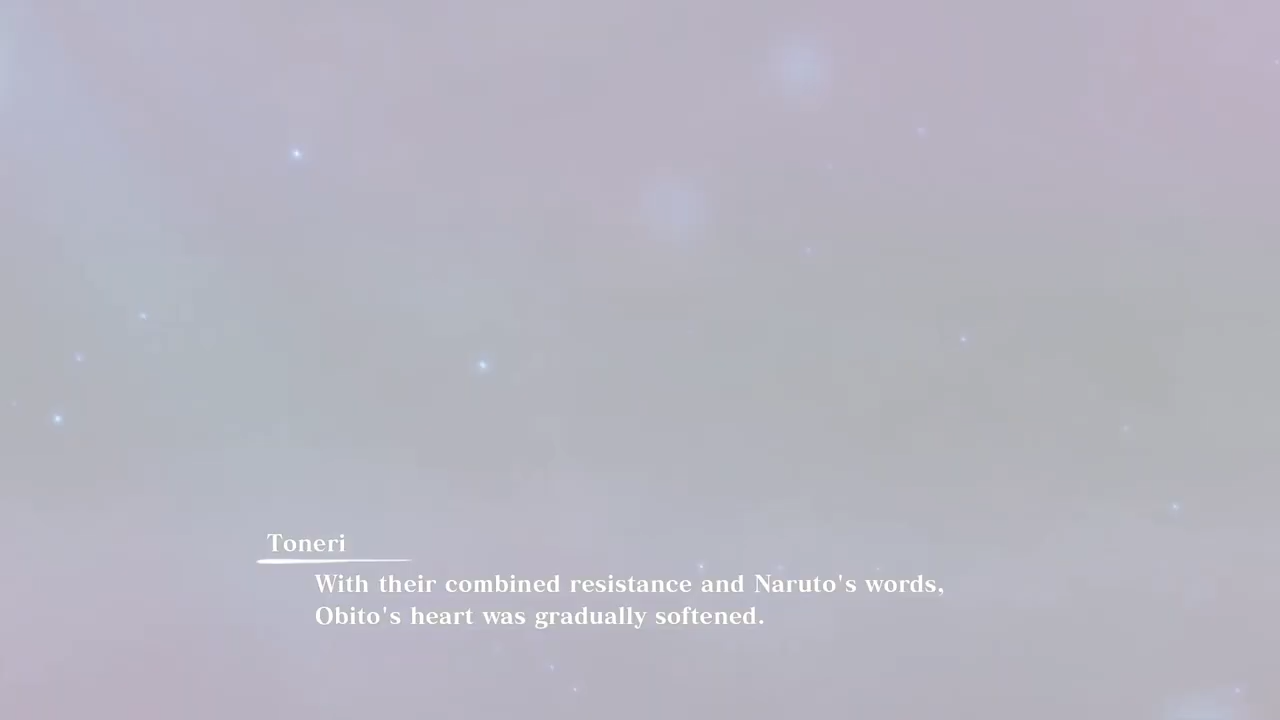 Toneri
With their combined resistance and Naruto's words,
Obito's heart was gradually softened.